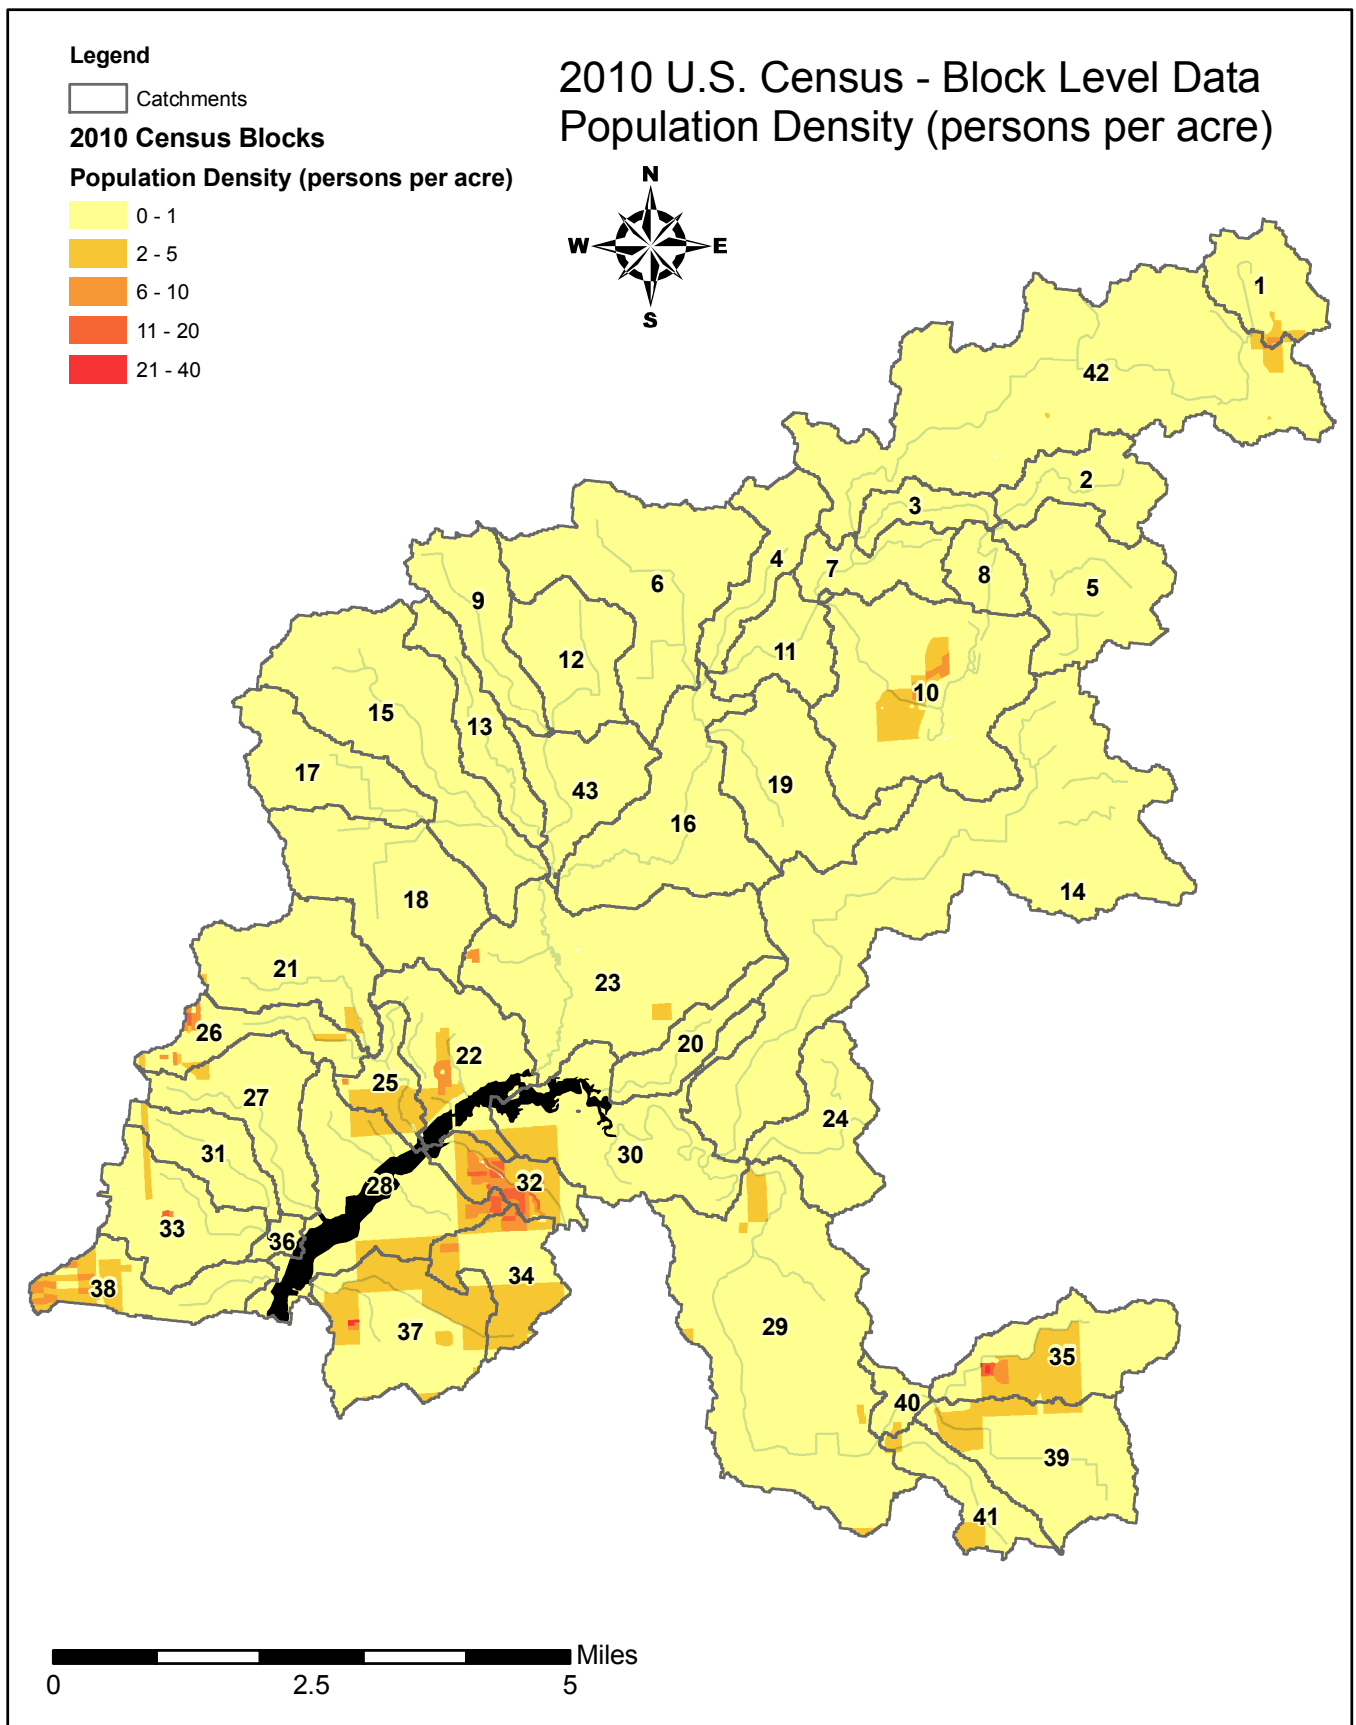 Legend
Catchments
2010 Census Blocks
Population Density (persons per acre)
0 - 1
2 - 5
6 - 10
11 - 20
21 - 40
2010 U.S. Census - Block Level Data
Population Density (persons per acre)
N
W E
S
1
42
2
3
4
7
8
5
6
9
12
11
10
15
13
17
43
19
16
14
18
21
23
26
20
22
25
27
24
31
30
28
32
33
36
34
38
37
29
35
40
39
41
Miles
0 2.5 5